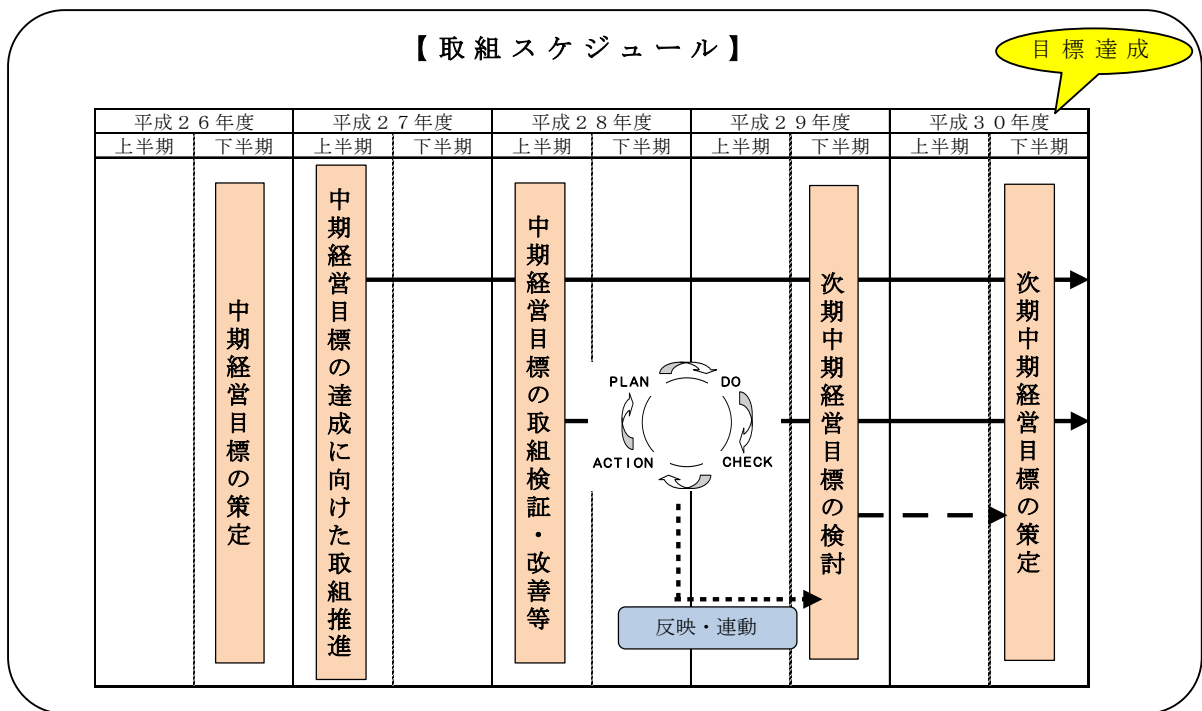 【取組スケジュール】
目標達成
平成26年度
平成27年度
平成28年度
平成29年度
平成30年度
上半期
下半期
上半期
下半期
上半期
下半期
上半期
下半期
上半期
下半期
中期経営目標の策定
中期経営目標の達成に向けた取組推進
中期経営目標の取組検証・改善等
PLAN
DO
ACTION
CHECK
反映・連動
次期中期経営目標の検討
次期中期経営目標の策定